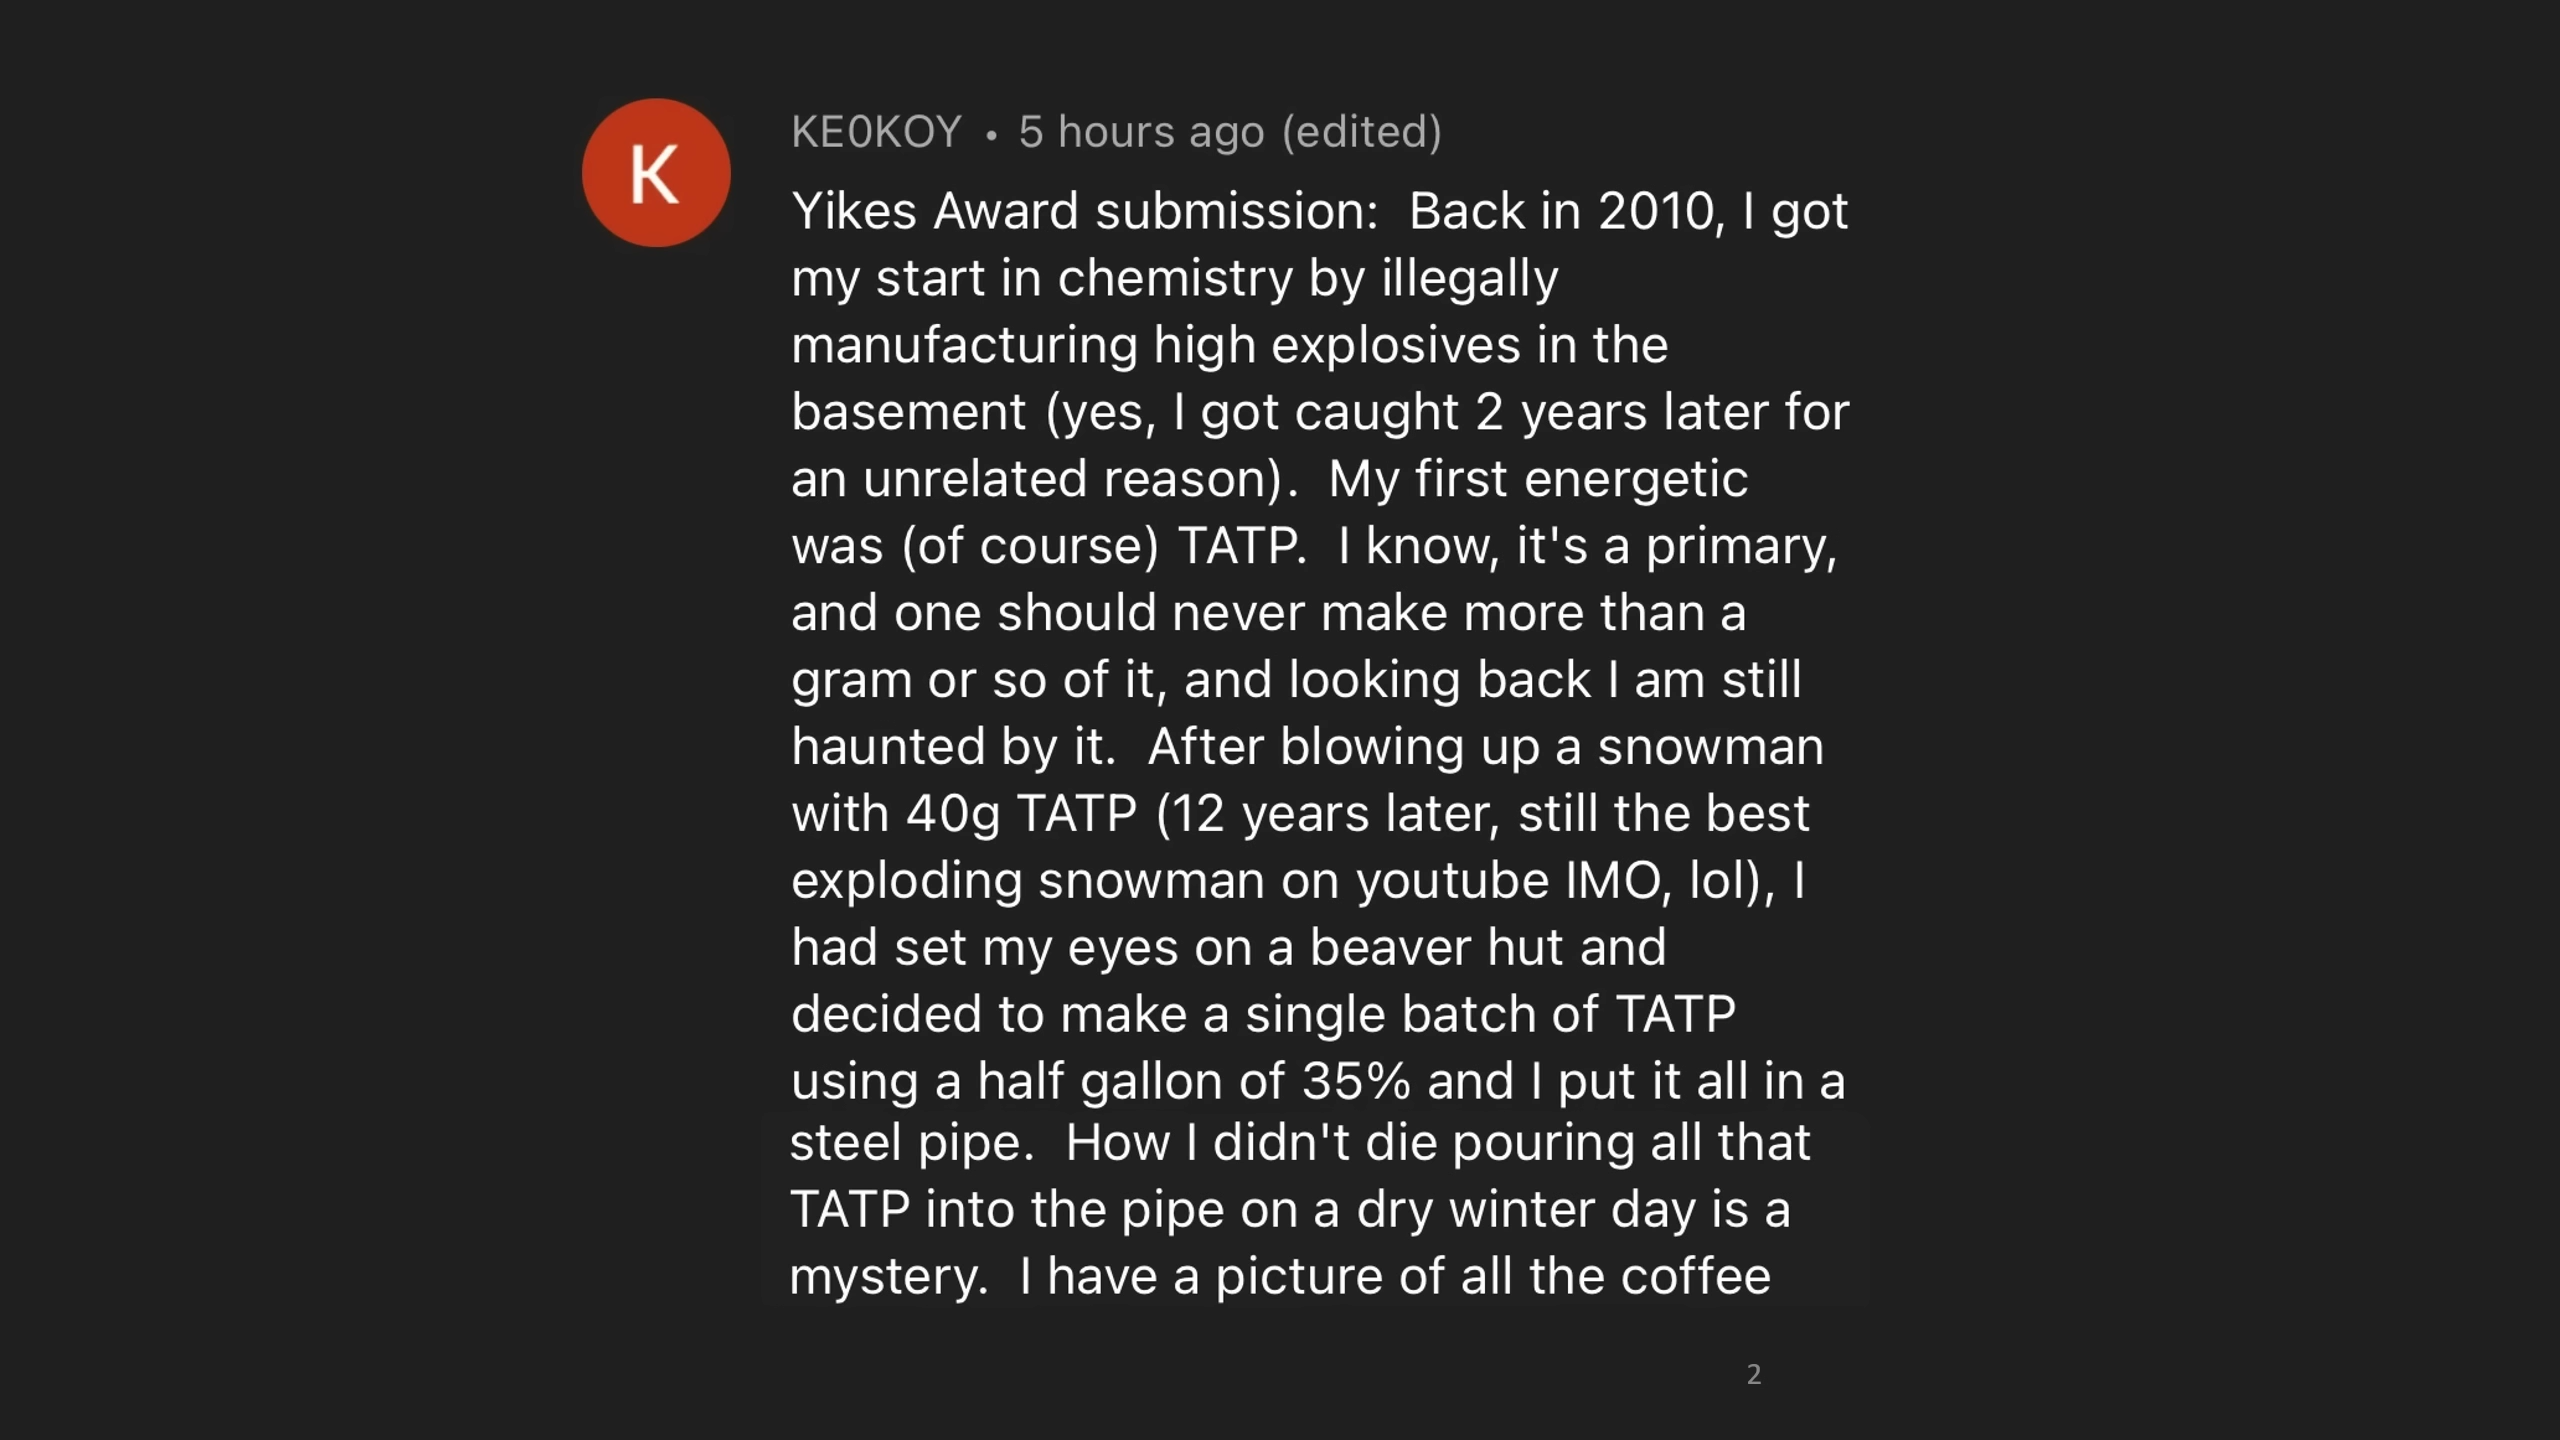 K
KE0KOY • 5 hours ago (edited)
Yikes Award submission:  Back in 2010, I got
my start in chemistry by illegally
manufacturing high explosives in the
basement (yes, I got caught 2 years later for
an unrelated reason).  My first energetic
was (of course) TATP.  I know, it's a primary,
and one should never make more than a
gram or so of it, and looking back I am still
haunted by it.  After blowing up a snowman
with 40g TATP (12 years later, still the best
exploding snowman on youtube IMO, lol), I
had set my eyes on a beaver hut and
decided to make a single batch of TATP
using a half gallon of 35% and I put it all in a
steel pipe.  How I didn't die pouring all that
TATP into the pipe on a dry winter day is a
mystery.  I have a picture of all the coffee
2